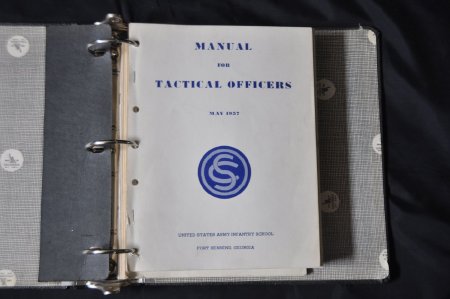 MANUAL
FOR
TACTICAL OFFICERS
MAY 1957
OCS
UNITED STATES ARMY INFANTRY SCHOOL
FORT BENNING, GEORGIA